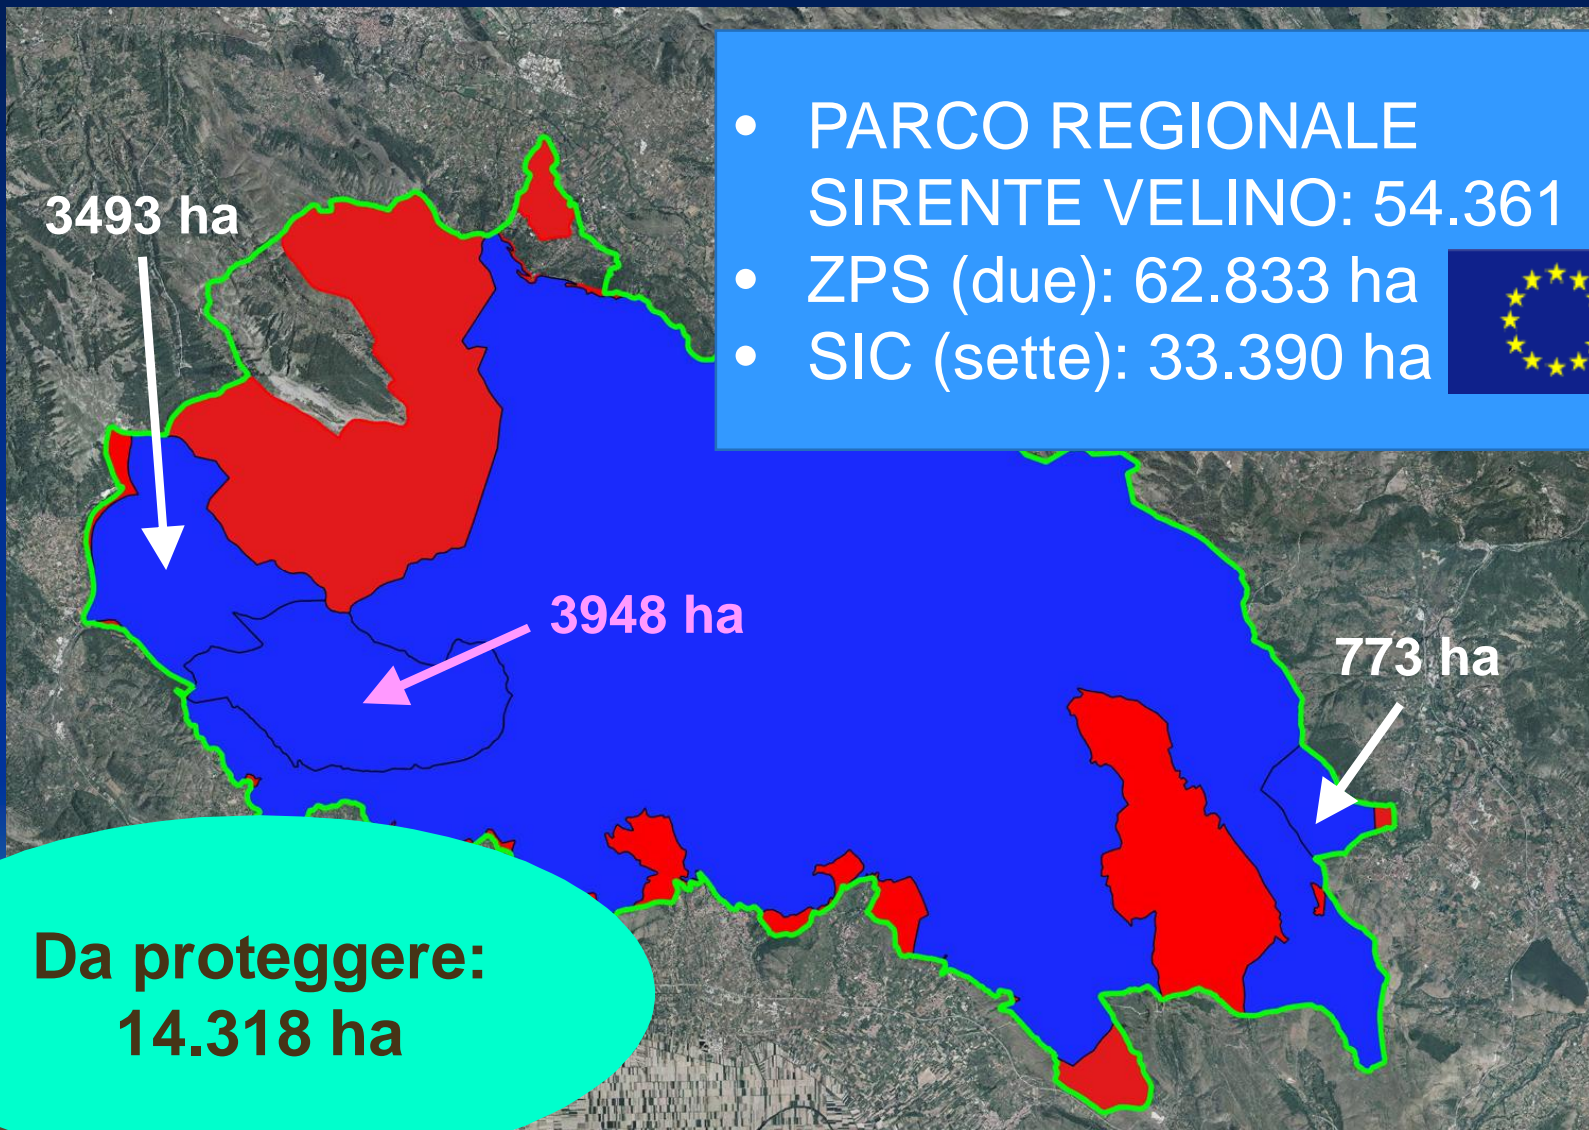 • PARCO REGIONALE
SIRENTE VELINO: 54.361
• ZPS (due): 62.833 ha
• SIC (sette): 33.390 ha
3493 ha
3948 ha
773 ha
Da proteggere:
14.318 ha